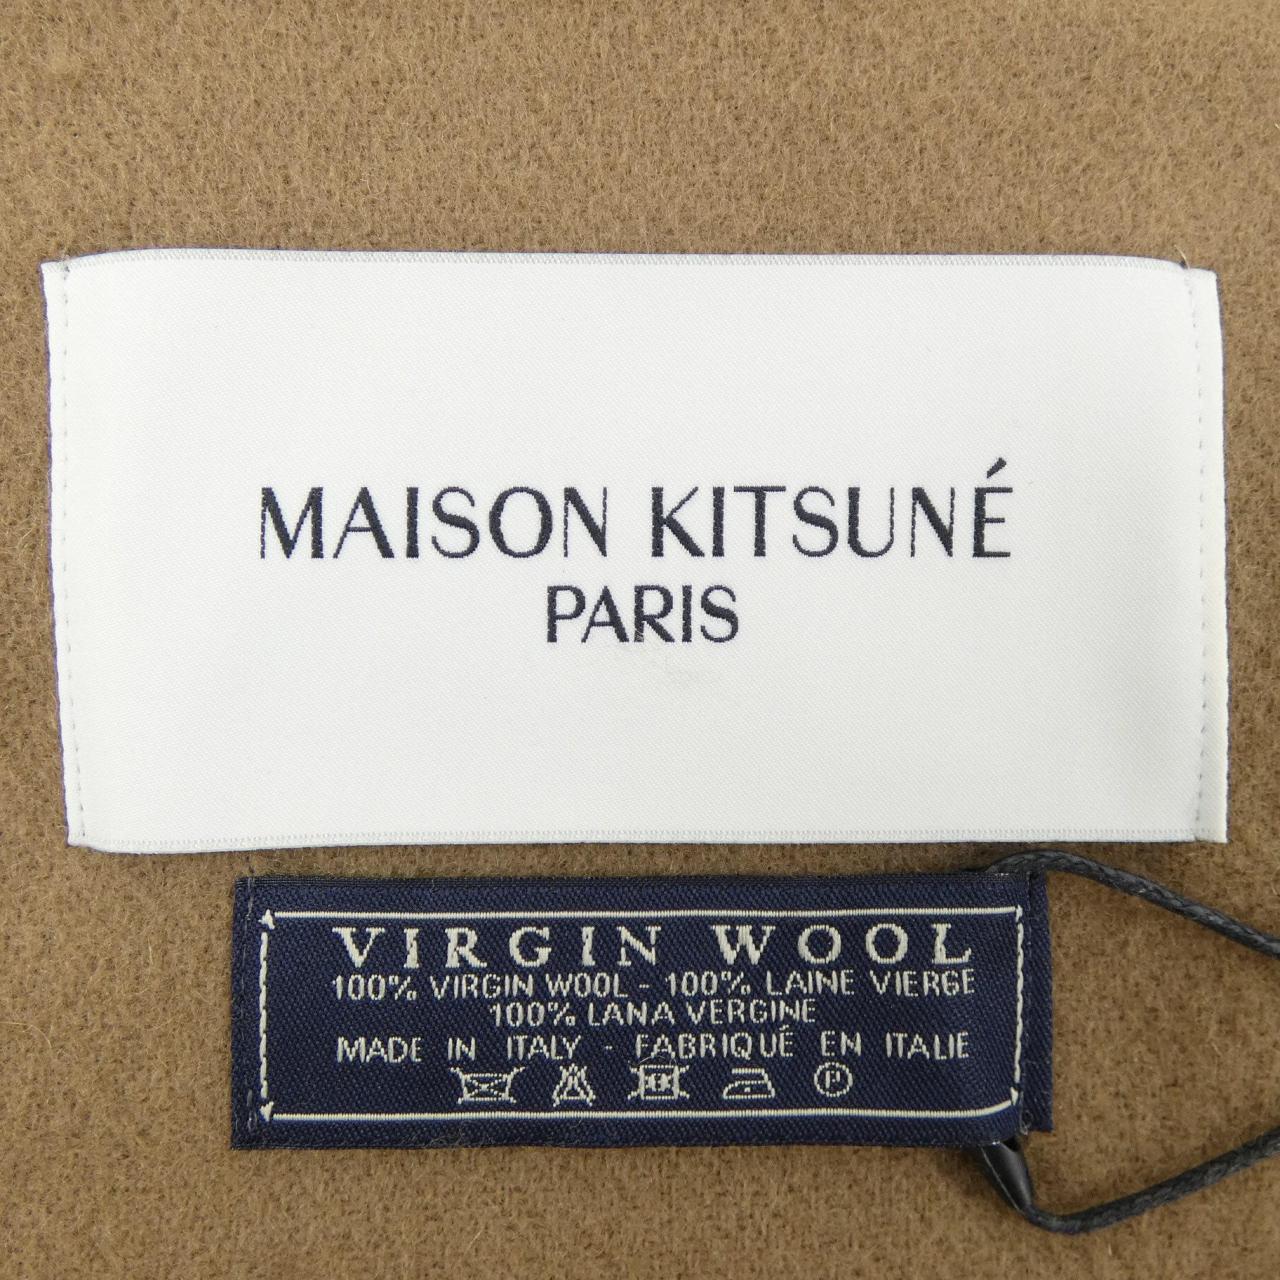 MAISON KITSUNÉ
PARIS
VIRGIN WOOL
100% VIRGIN WOOL - 100% LAINE VIERGE
100% LANA VERGINE
MADE IN ITALY - FABRIQUÉ EN ITALIE
P